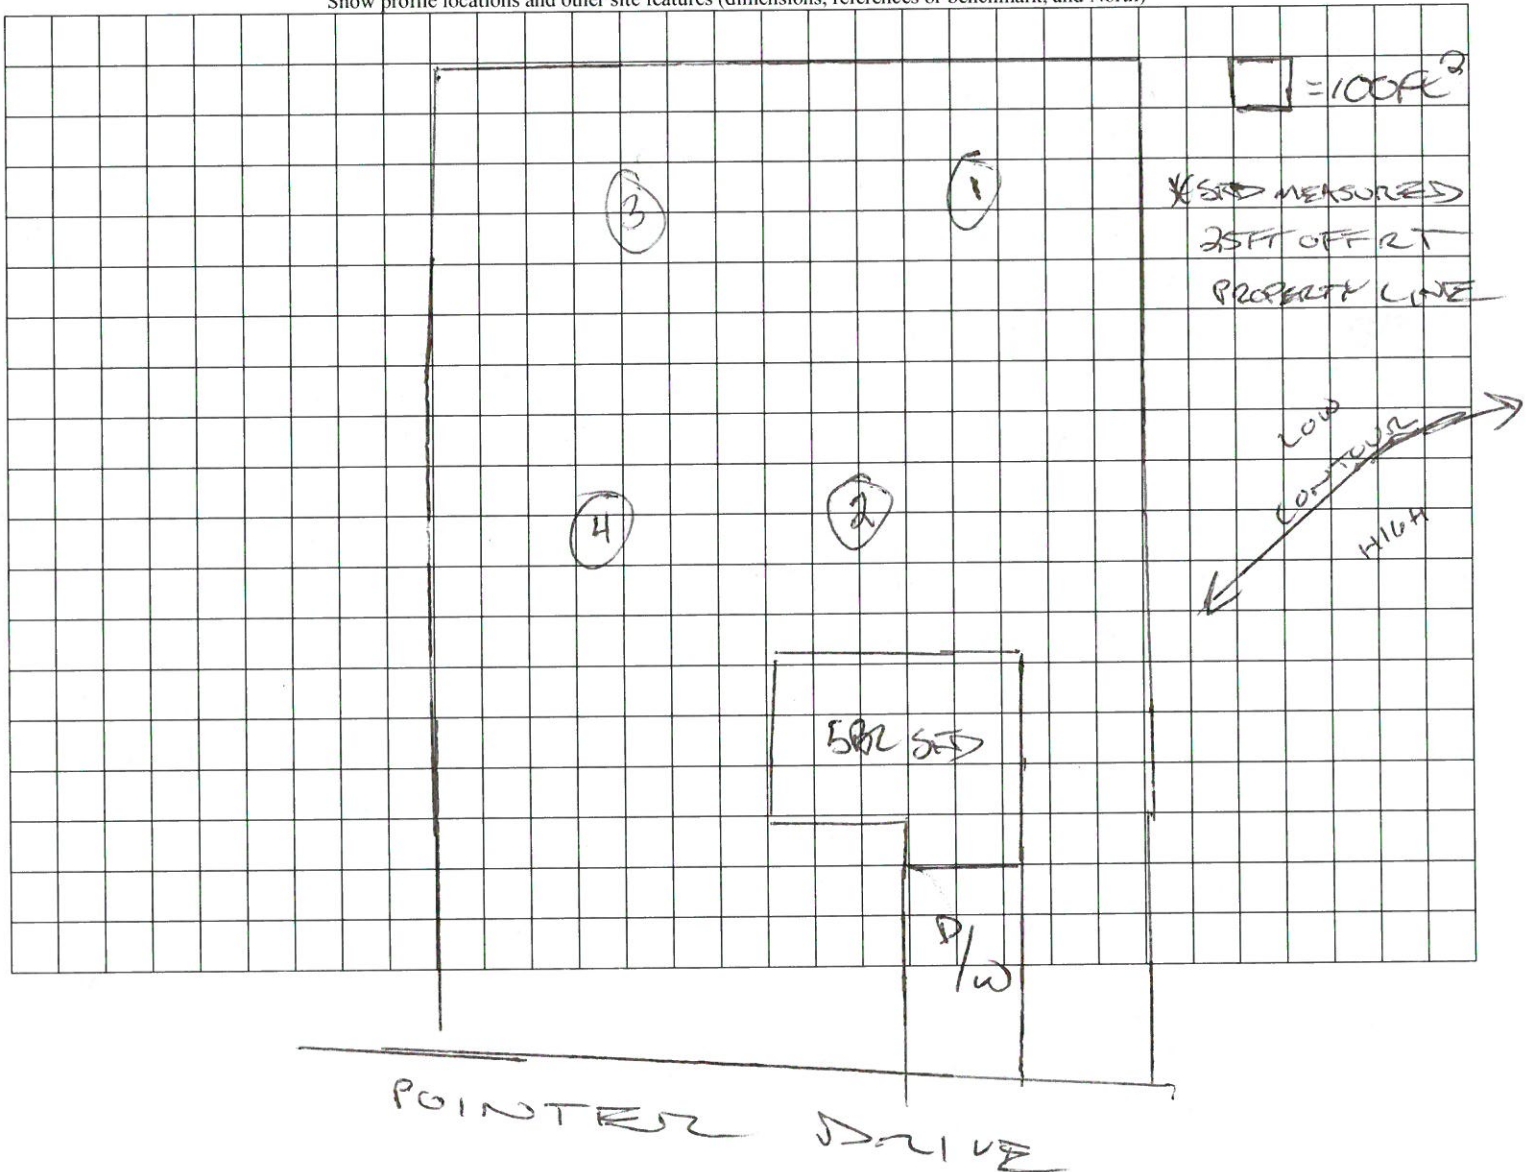 Show profile locations and other site features (dimensions, references or benchmark, and North)
=100ft²
*SFD MEASURED
25FT OFF RT
PROPERTY LINE
3
1
LOW
CONTOUR
HIGH
4
2
5BR SFD
D/W
POINTER DRIVE